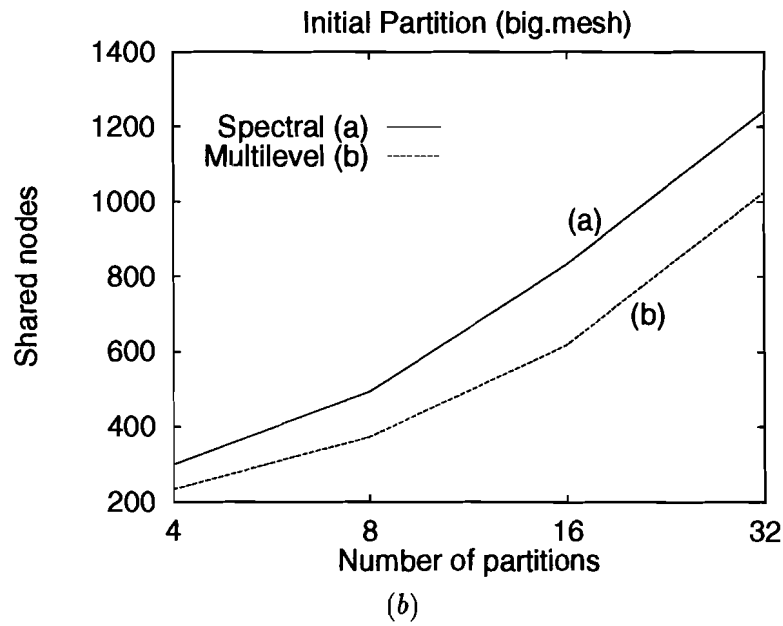 Initial Partition (big.mesh)
1400
1200
1000
800
600
400
200
Shared nodes
Spectral (a)
Multilevel (b)
(a)
(b)
4 8 16 32
Number of partitions
(b)